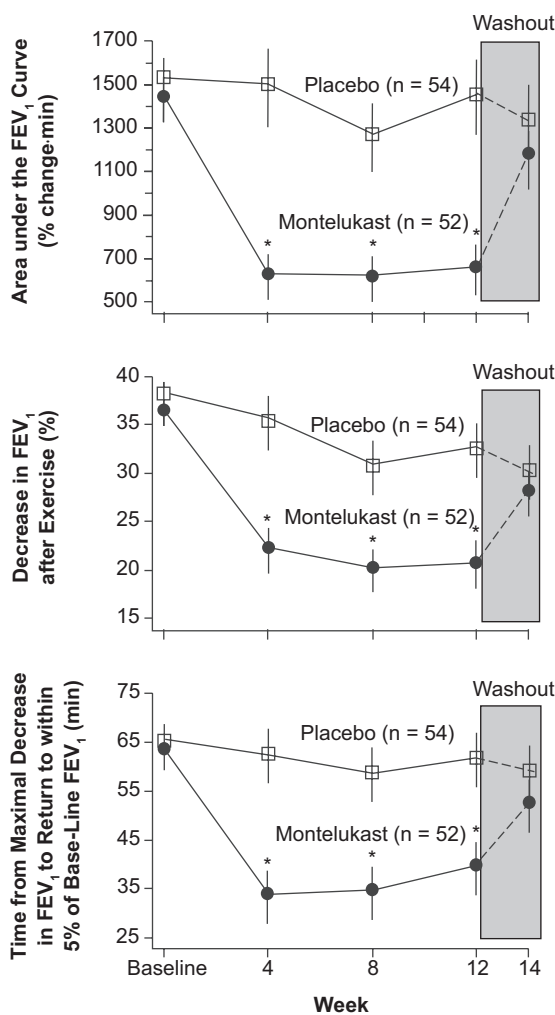 Washout
Area under the FEV1 Curve
(% change·min)
1700
1500
1300
1100
900
700
500
Placebo (n = 54)
Montelukast (n = 52)
*
*
*
Washout
Decrease in FEV1
after Exercise (%)
40
35
30
25
20
15
Placebo (n = 54)
Montelukast (n = 52)
*
*
*
Washout
Time from Maximal Decrease
in FEV1 to Return to within
5% of Base-Line FEV1 (min)
75
65
55
45
35
25
Placebo (n = 54)
Montelukast (n = 52)
*
*
*
Baseline 4 8 12 14
Week